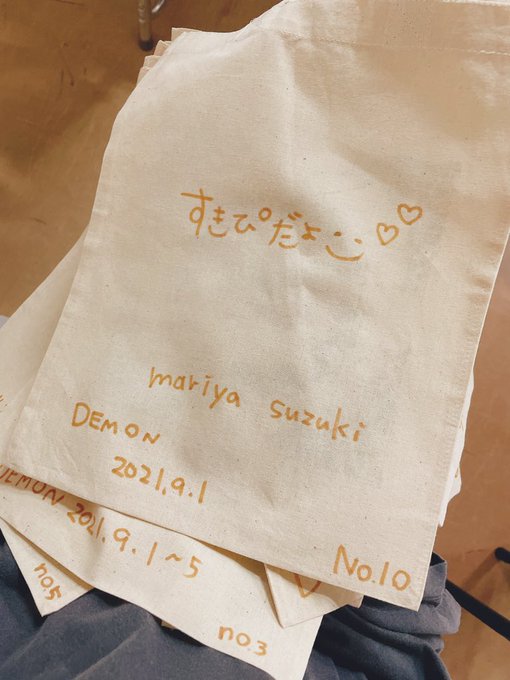 すきぴだよ
mariya suzuki
DEMON
2021.9.1
No.10
DEMON 2021.9.1~5
no.5
no.3